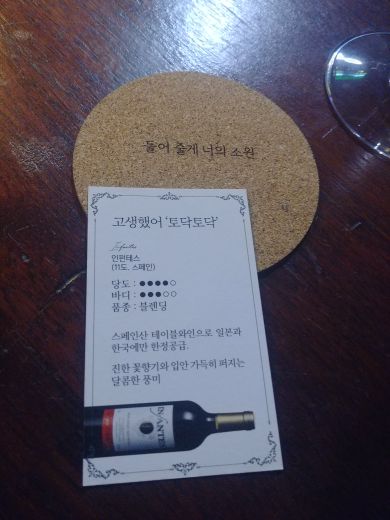 들어 줄게 너의 소원
고생했어 '토닥토닥'
Infantes
인펀테스
(11도, 스페인)
당도 : ●●●●○
바디 : ●●●○○
품종 : 블렌딩
스페인산 테이블와인으로 일본과
한국에만 한정공급.
진한 꽃향기와 입안 가득히 퍼지는
달콤한 풍미
INFANTES